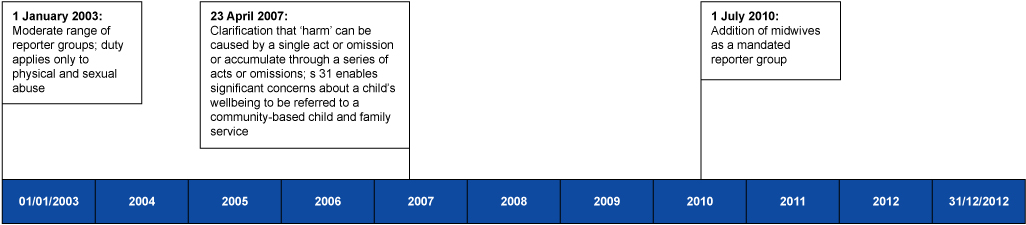 1 January 2003:
Moderate range of
reporter groups; duty
applies only to
physical and sexual
abuse
23 April 2007:
Clarification that ‘harm’ can be
caused by a single act or omission
or accumulate through a series of
acts or omissions; s 31 enables
significant concerns about a child’s
wellbeing to be referred to a
community-based child and family
service
1 July 2010:
Addition of midwives
as a mandated
reporter group
01/01/2003 2004 2005 2006 2007 2008 2009 2010 2011 2012 31/12/2012